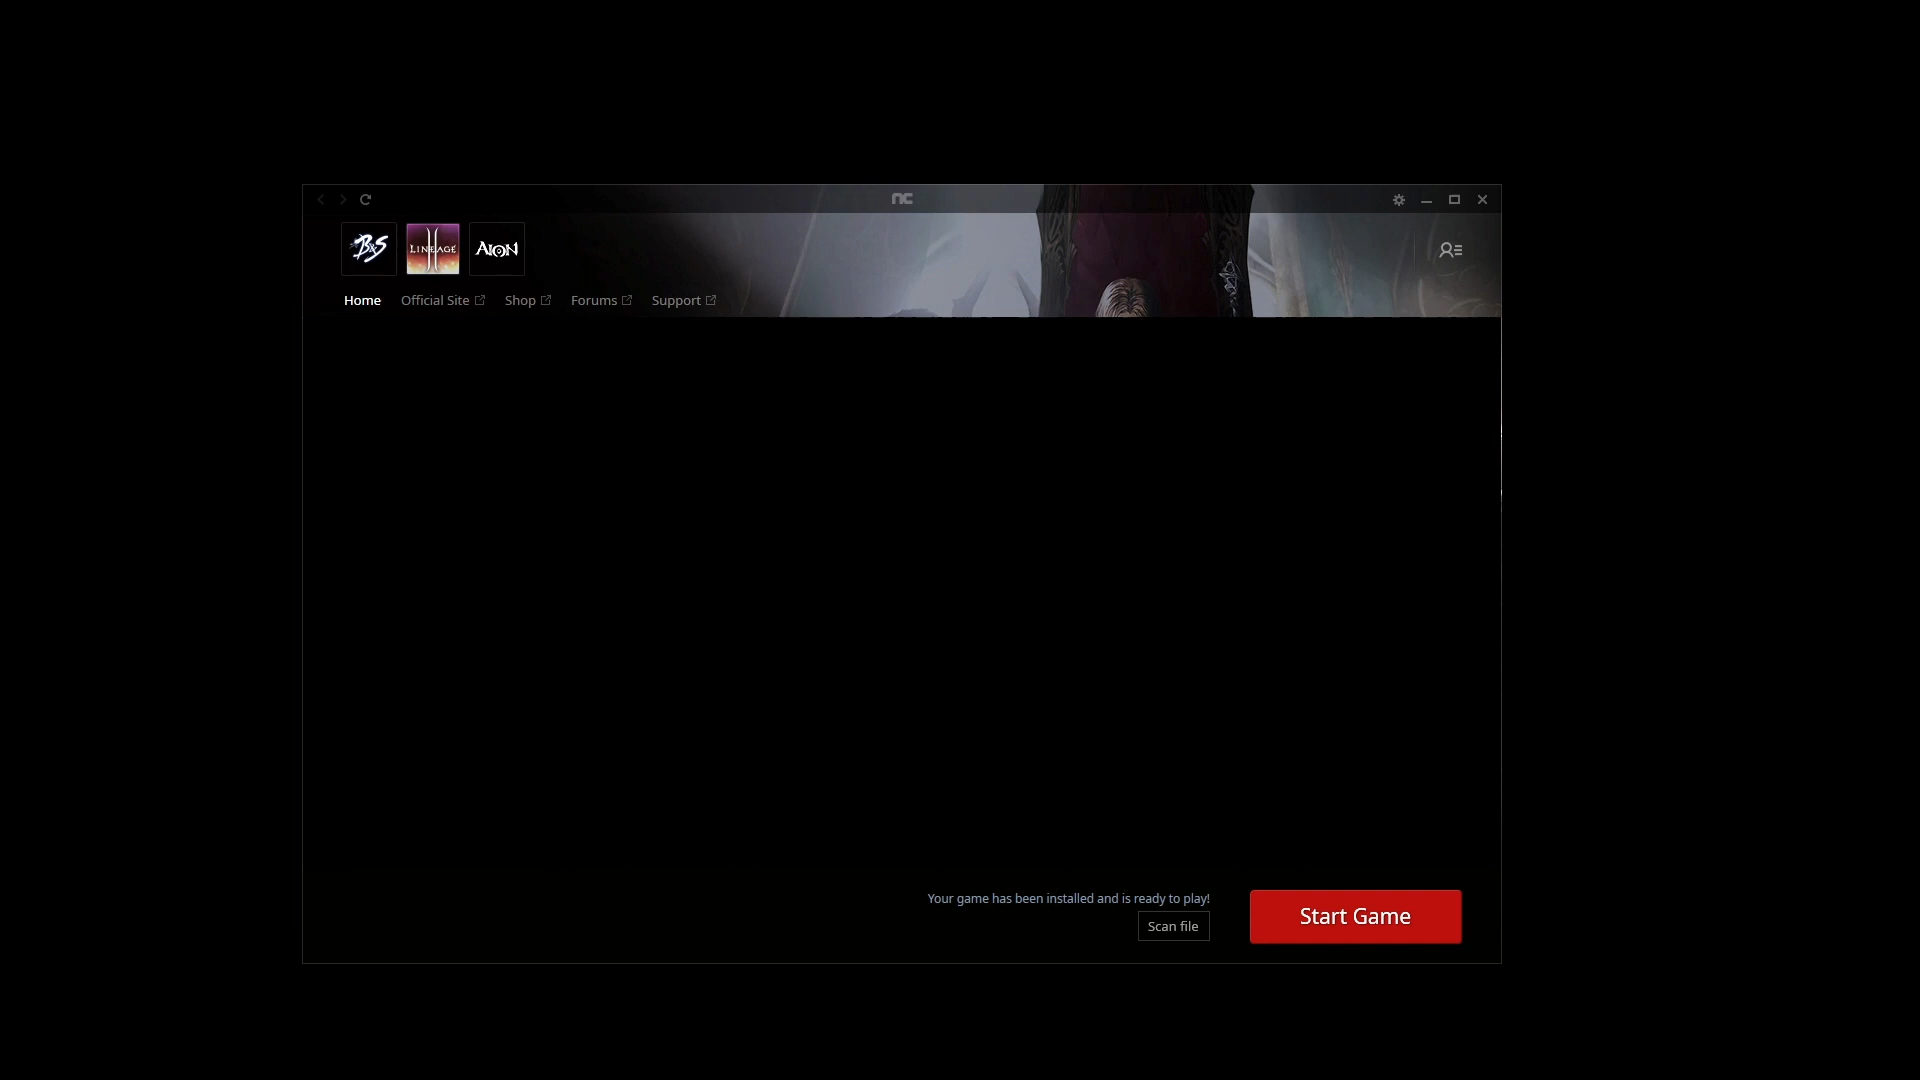 nc
B&S
LINEAGE II
AION
Home
Official Site
Shop
Forums
Support
Your game has been installed and is ready to play!
Scan file
Start Game